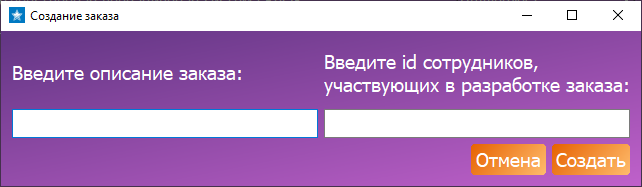 Создание заказа
Введите описание заказа:
Введите id сотрудников,
участвующих в разработке заказа:
Отмена
Создать